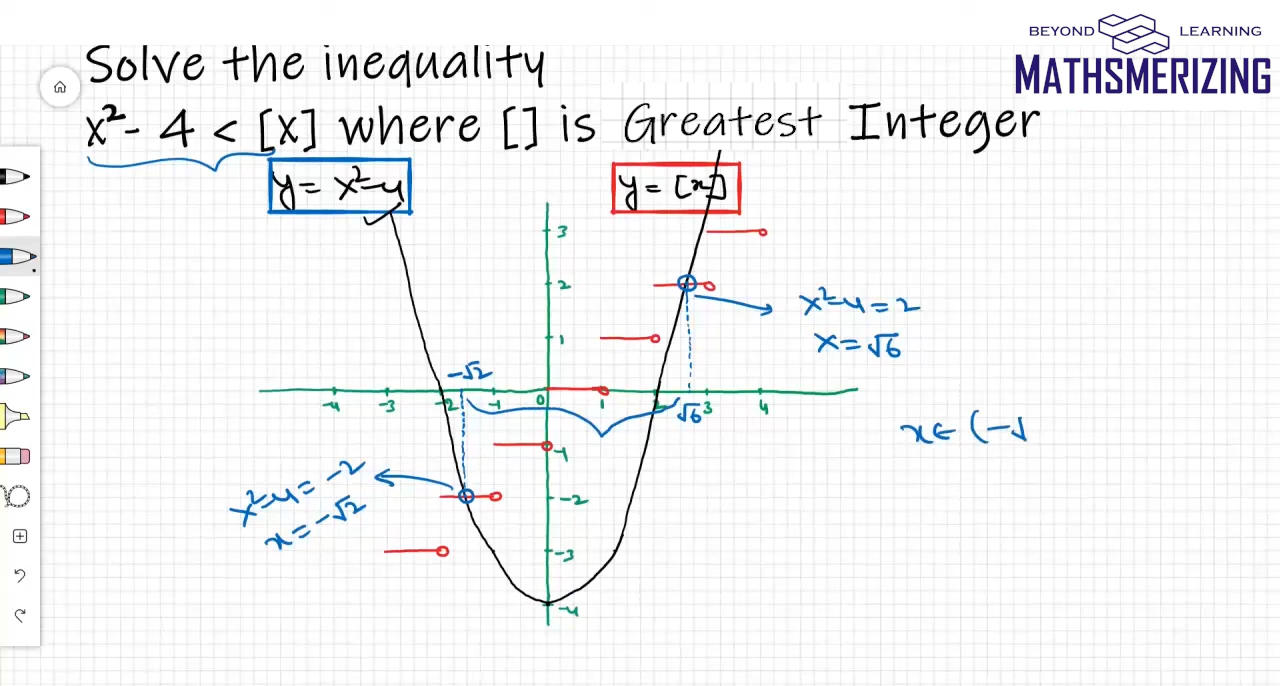 BEYOND LEARNING
MATHSMERIZING
Solve the inequality
x² - 4 < [x] where [] is Greatest Integer
y = x²-4
y = [x]
3
2
1
x²-4 = 2
x = √6
-√2
-4 -3 -2 -1 0 1 2 √6 3 4
x ∈ (-√
-1
x²-4 = -2
x = -√2
-2
-3
-4